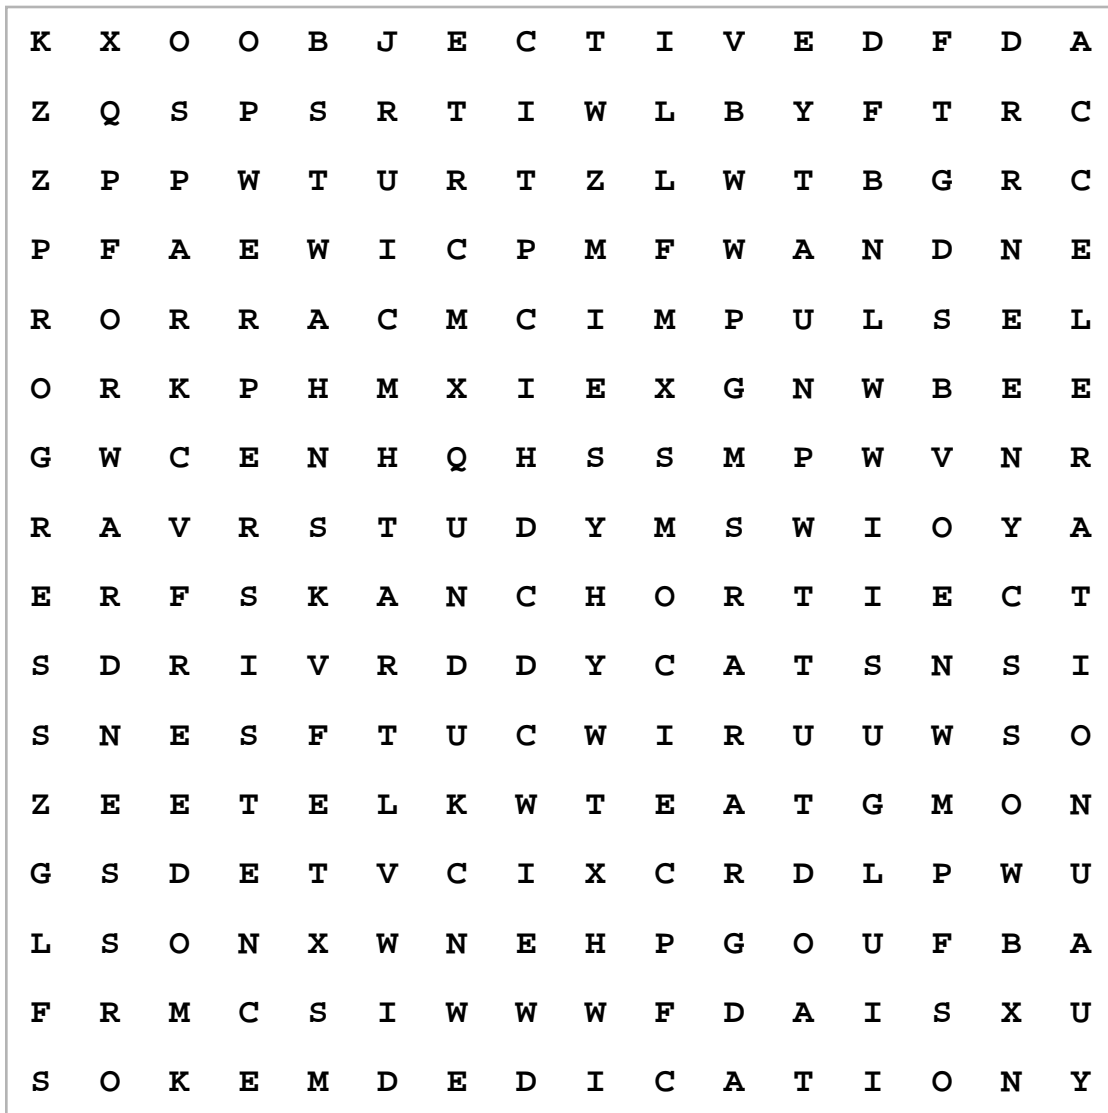 K X O O B J E C T I V E D F D A
Z Q S P S R T I W L B Y F T R C
Z P P W T U R T Z L W T B G R C
P F A E W I C P M F W A N D N E
R O R R A C M C I M P U L S E L
O R K P H M X I E X G N W B E E
G W C E N H Q H S S M P W V N R
R A V R S T U D Y M S W I O Y A
E R F S K A N C H O R T I E C T
S D R I V R D D Y C A T S N S I
S N E S F T U C W I R U U W S O
Z E E T E L K W T E A T G M O N
G S D E T V C I X C R D L P W U
L S O N X W N E H P G O U F B A
F R M C S I W W W F D A I S X U
S O K E M D E D I C A T I O N Y